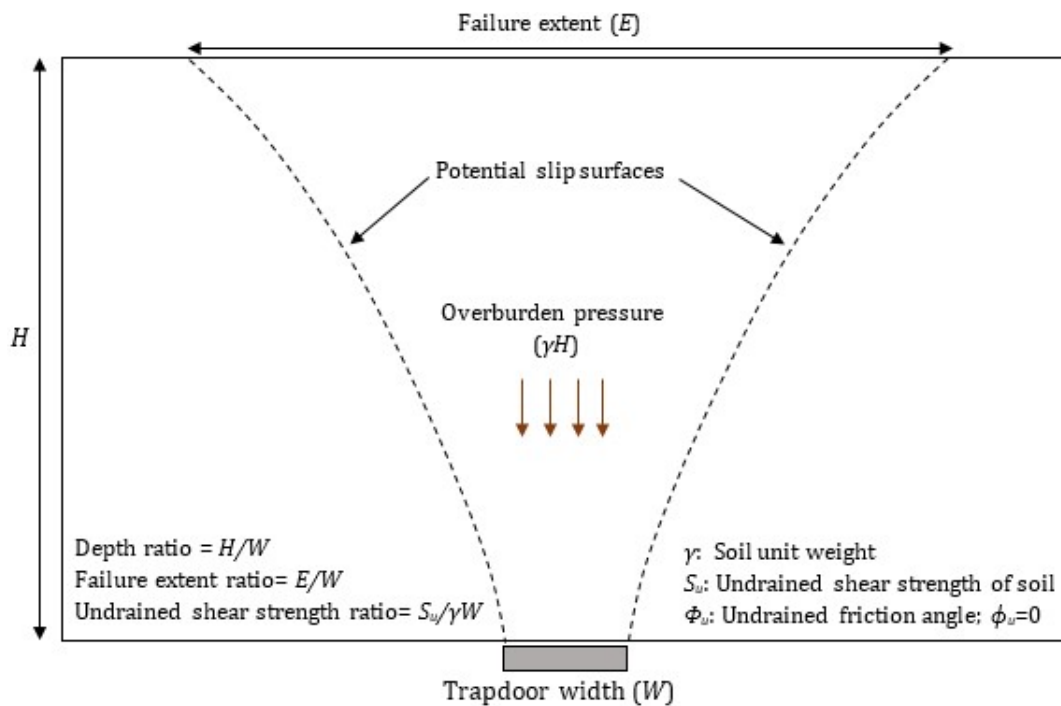 Failure extent (E)
Potential slip surfaces
Overburden pressure
(γH)
H
Depth ratio = H/W
Failure extent ratio= E/W
Undrained shear strength ratio= Sᵤ/γW
γ: Soil unit weight
Sᵤ: Undrained shear strength of soil
Φᵤ: Undrained friction angle; ϕᵤ=0
Trapdoor width (W)